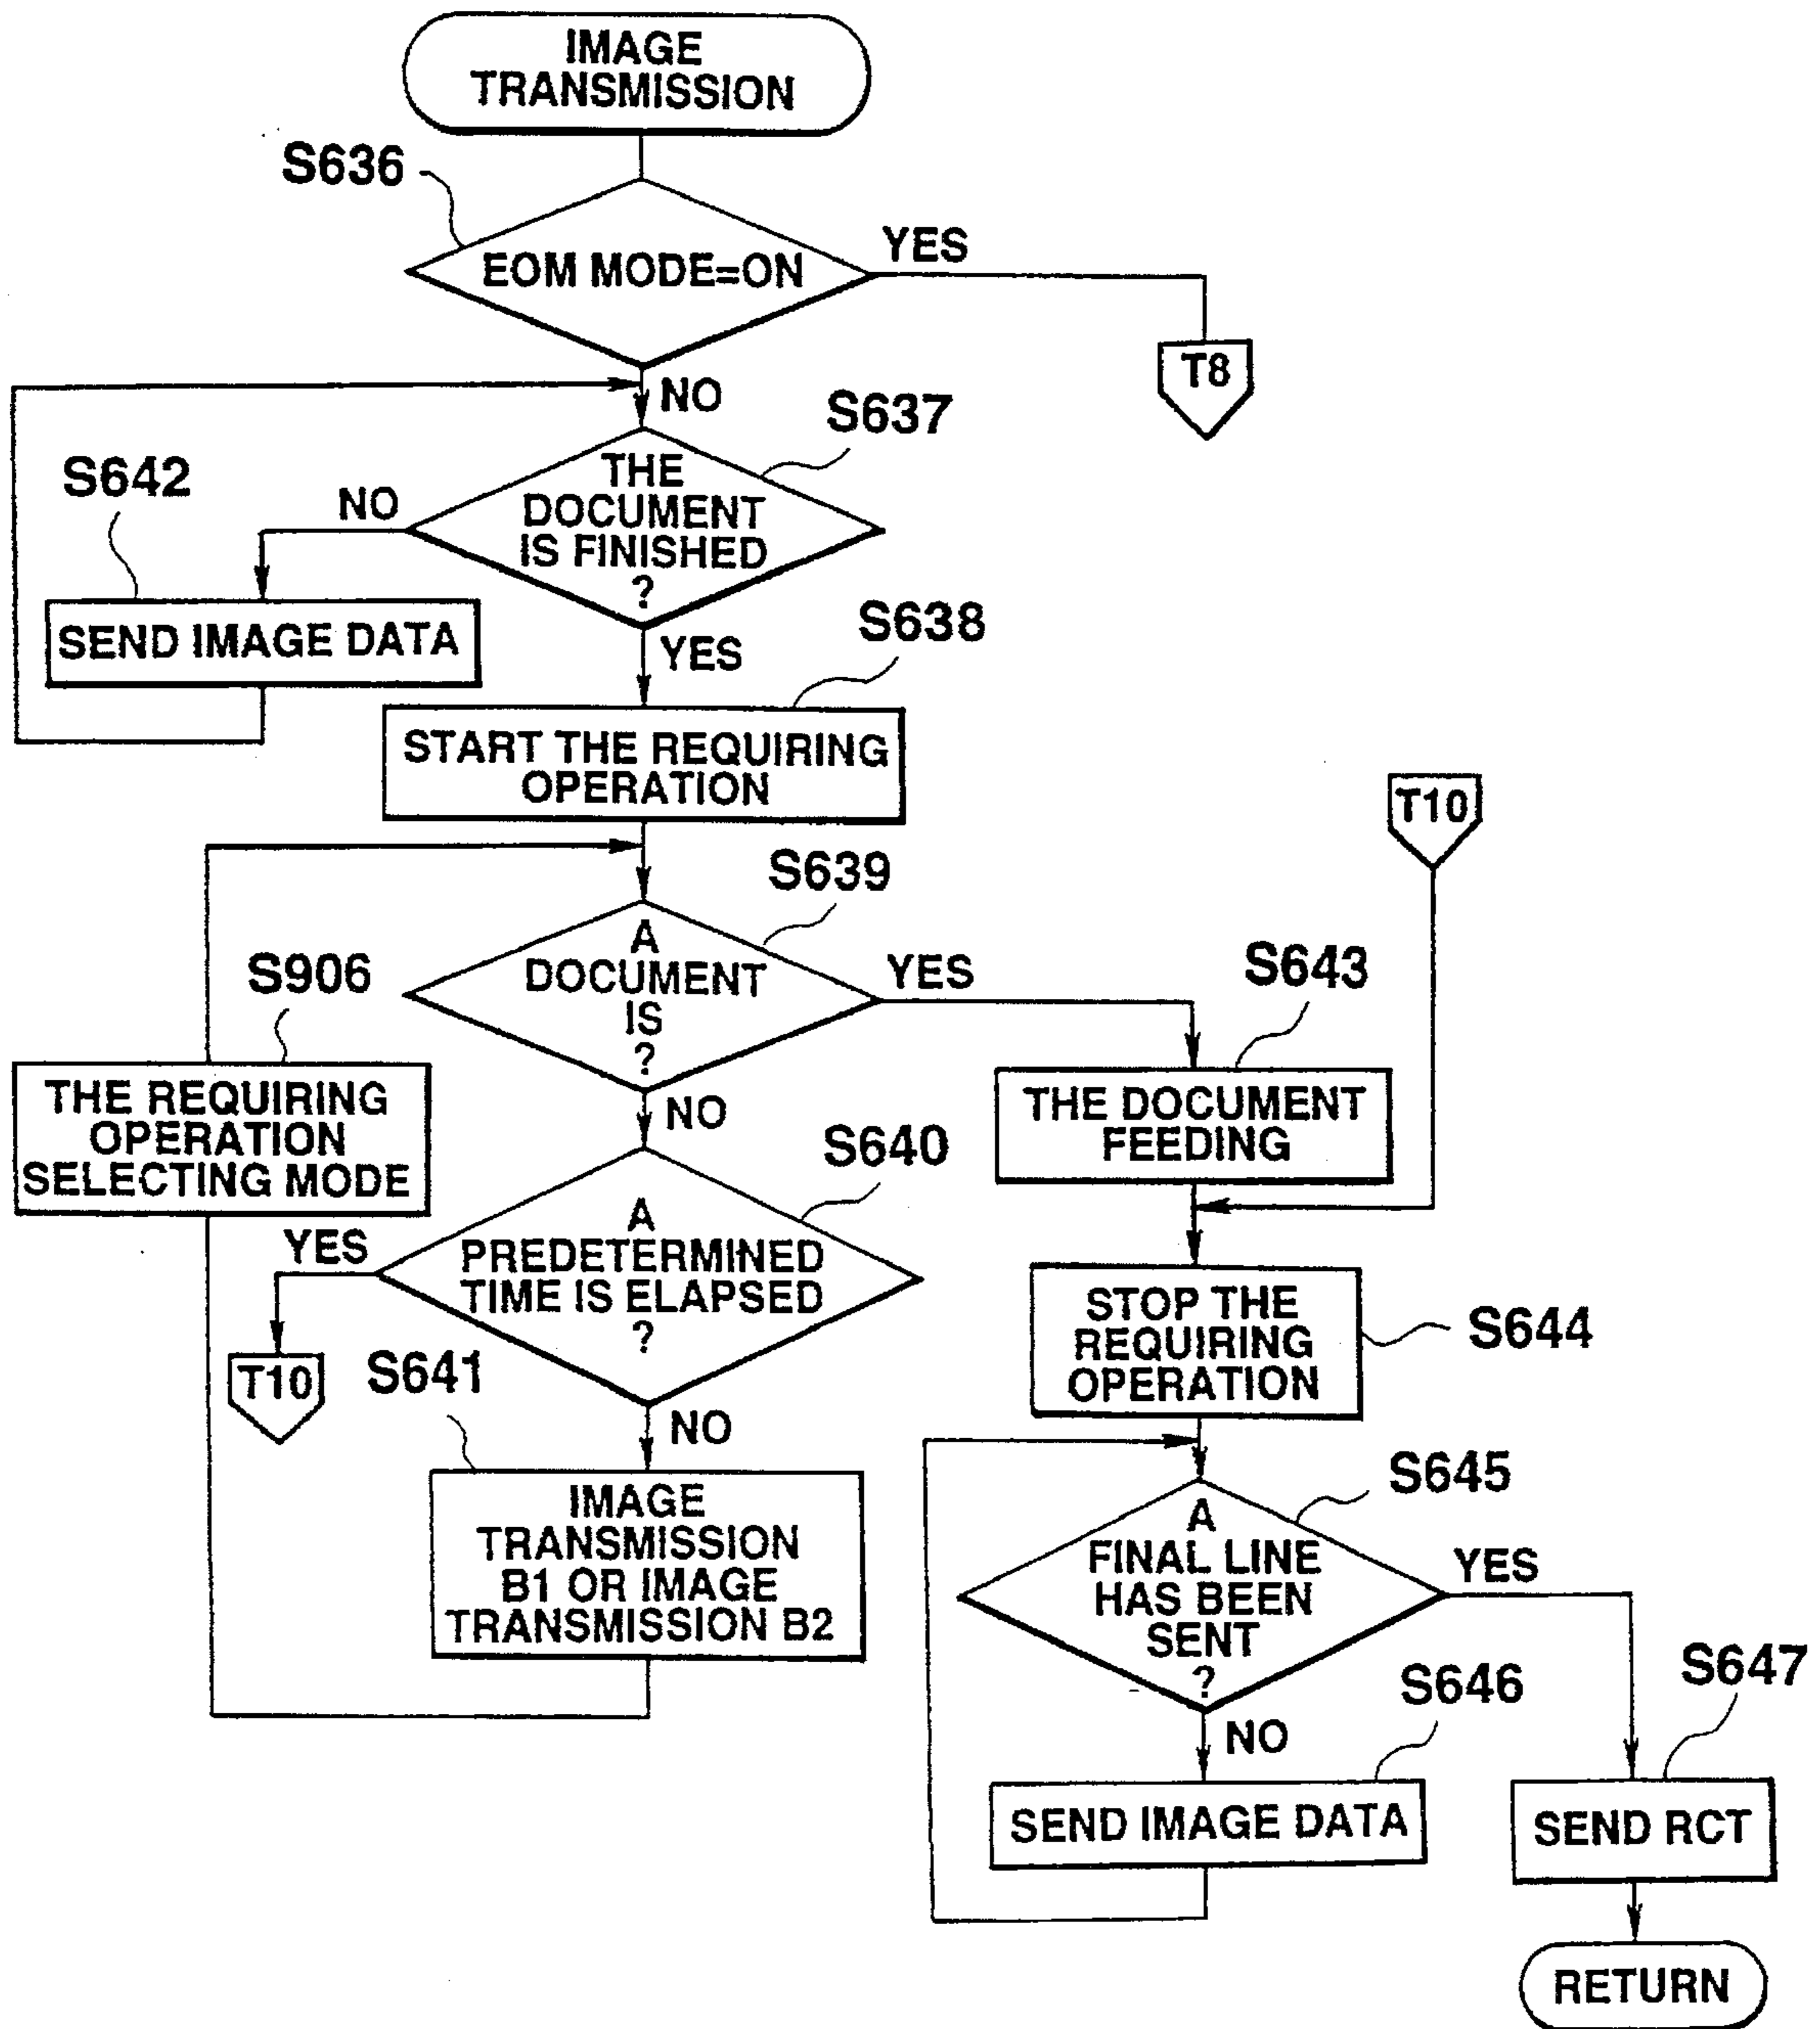 IMAGE
TRANSMISSION
S636
EOM MODE=ON
YES
T8
NO
S637
S642
NO
THE
DOCUMENT
IS FINISHED
?
SEND IMAGE DATA
YES
S638
START THE REQUIRING
OPERATION
T10
S639
A
DOCUMENT
IS
?
YES
S643
S906
THE REQUIRING
OPERATION
SELECTING MODE
NO
THE DOCUMENT
FEEDING
S640
YES
A
PREDETERMINED
TIME IS ELAPSED
?
T10
S641
NO
STOP THE
REQUIRING
OPERATION
S644
IMAGE
TRANSMISSION
B1 OR IMAGE
TRANSMISSION B2
S645
A
FINAL LINE
HAS BEEN
SENT
?
YES
S646
S647
NO
SEND IMAGE DATA
SEND RCT
RETURN